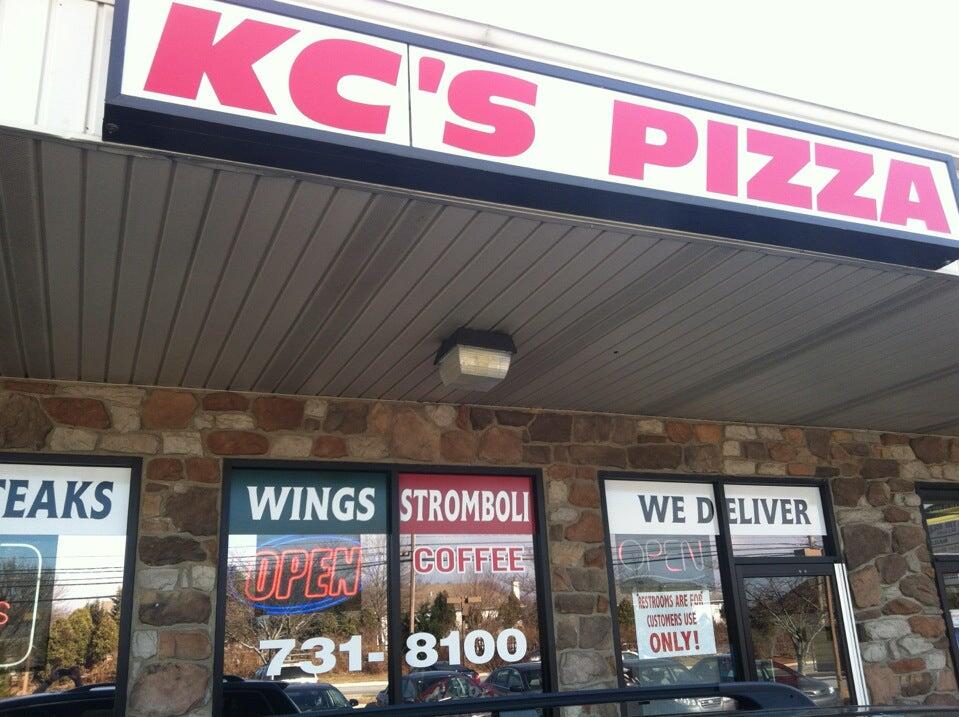 KC'S PIZZA
TEAKS
WINGS
STROMBOLI
WE DELIVER
OPEN
COFFEE
OPEN
RESTROOMS ARE FOR
CUSTOMERS USE
ONLY!
S
731-8100